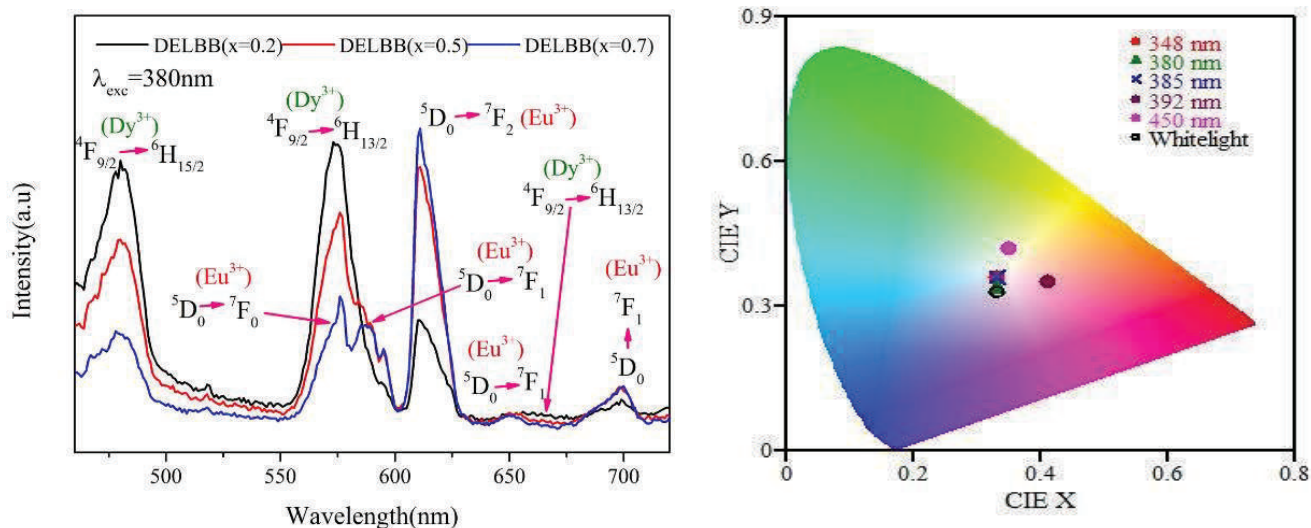 DELBB(x=0.2) DELBB(x=0.5) DELBB(x=0.7)
λexc=380nm
(Dy³⁺)
⁴F9/2 ⁶H15/2
(Dy³⁺)
⁴F9/2 ⁶H13/2
⁵D0 ⁷F2 (Eu³⁺)
(Dy³⁺)
⁴F9/2 ⁶H13/2
(Eu³⁺)
⁵D0 ⁷F0
(Eu³⁺)
⁵D0 ⁷F1
(Eu³⁺)
⁵D0 ⁷F1
(Eu³⁺)
⁷F1
⁵D0
Intensity(a.u)
500 550 600 650 700
Wavelength(nm)
0.9
0.6
0.3
0
CIE Y
348 nm
380 nm
385 nm
392 nm
450 nm
Whitelight
0 0.2 0.4 0.6 0.8
CIE X